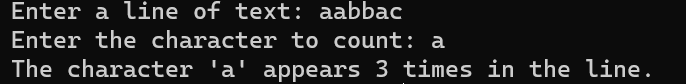 Enter a line of text: aabbac
Enter the character to count: a
The character 'a' appears 3 times in the line.